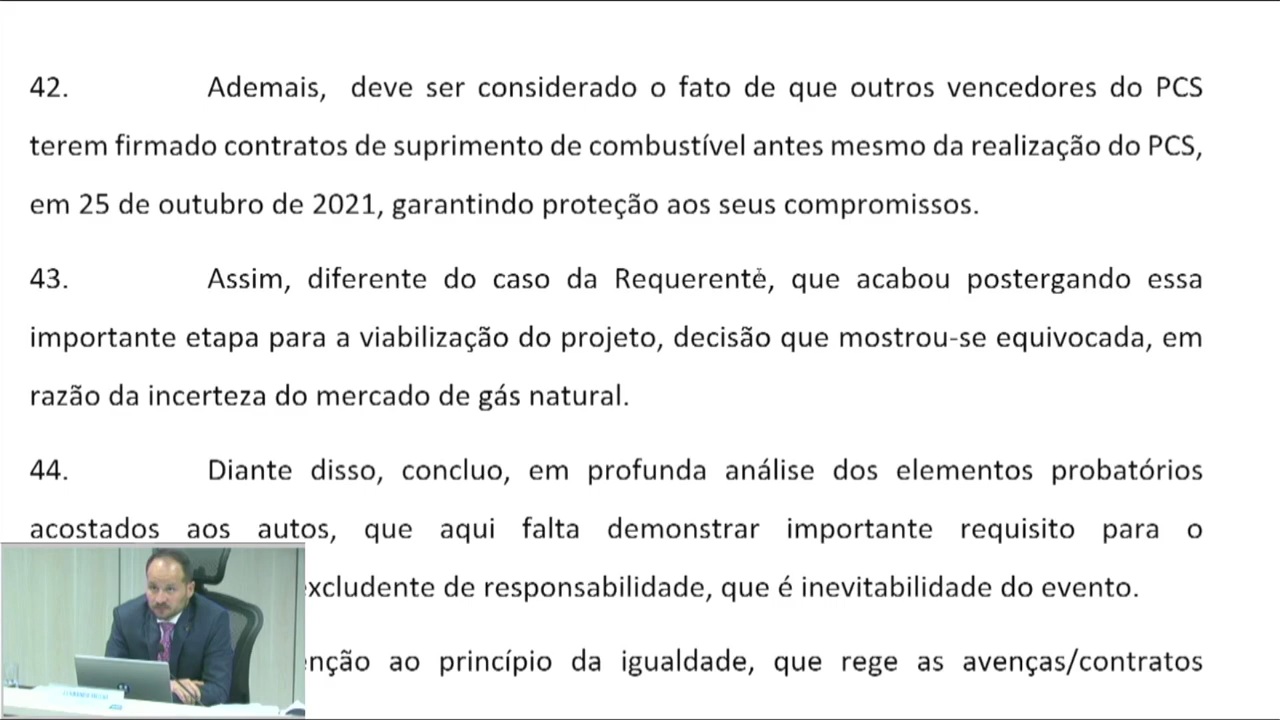 42. Ademais, deve ser considerado o fato de que outros vencedores do PCS
terem firmado contratos de suprimento de combustível antes mesmo da realização do PCS,
em 25 de outubro de 2021, garantindo proteção aos seus compromissos.
43. Assim, diferente do caso da Requerente, que acabou postergando essa
importante etapa para a viabilização do projeto, decisão que mostrou-se equivocada, em
razão da incerteza do mercado de gás natural.
44. Diante disso, concluo, em profunda análise dos elementos probatórios
acostados aos autos, que aqui falta demonstrar importante requisito para o
xcludente de responsabilidade, que é inevitabilidade do evento.
nção ao princípio da igualdade, que rege as avenças/contratos